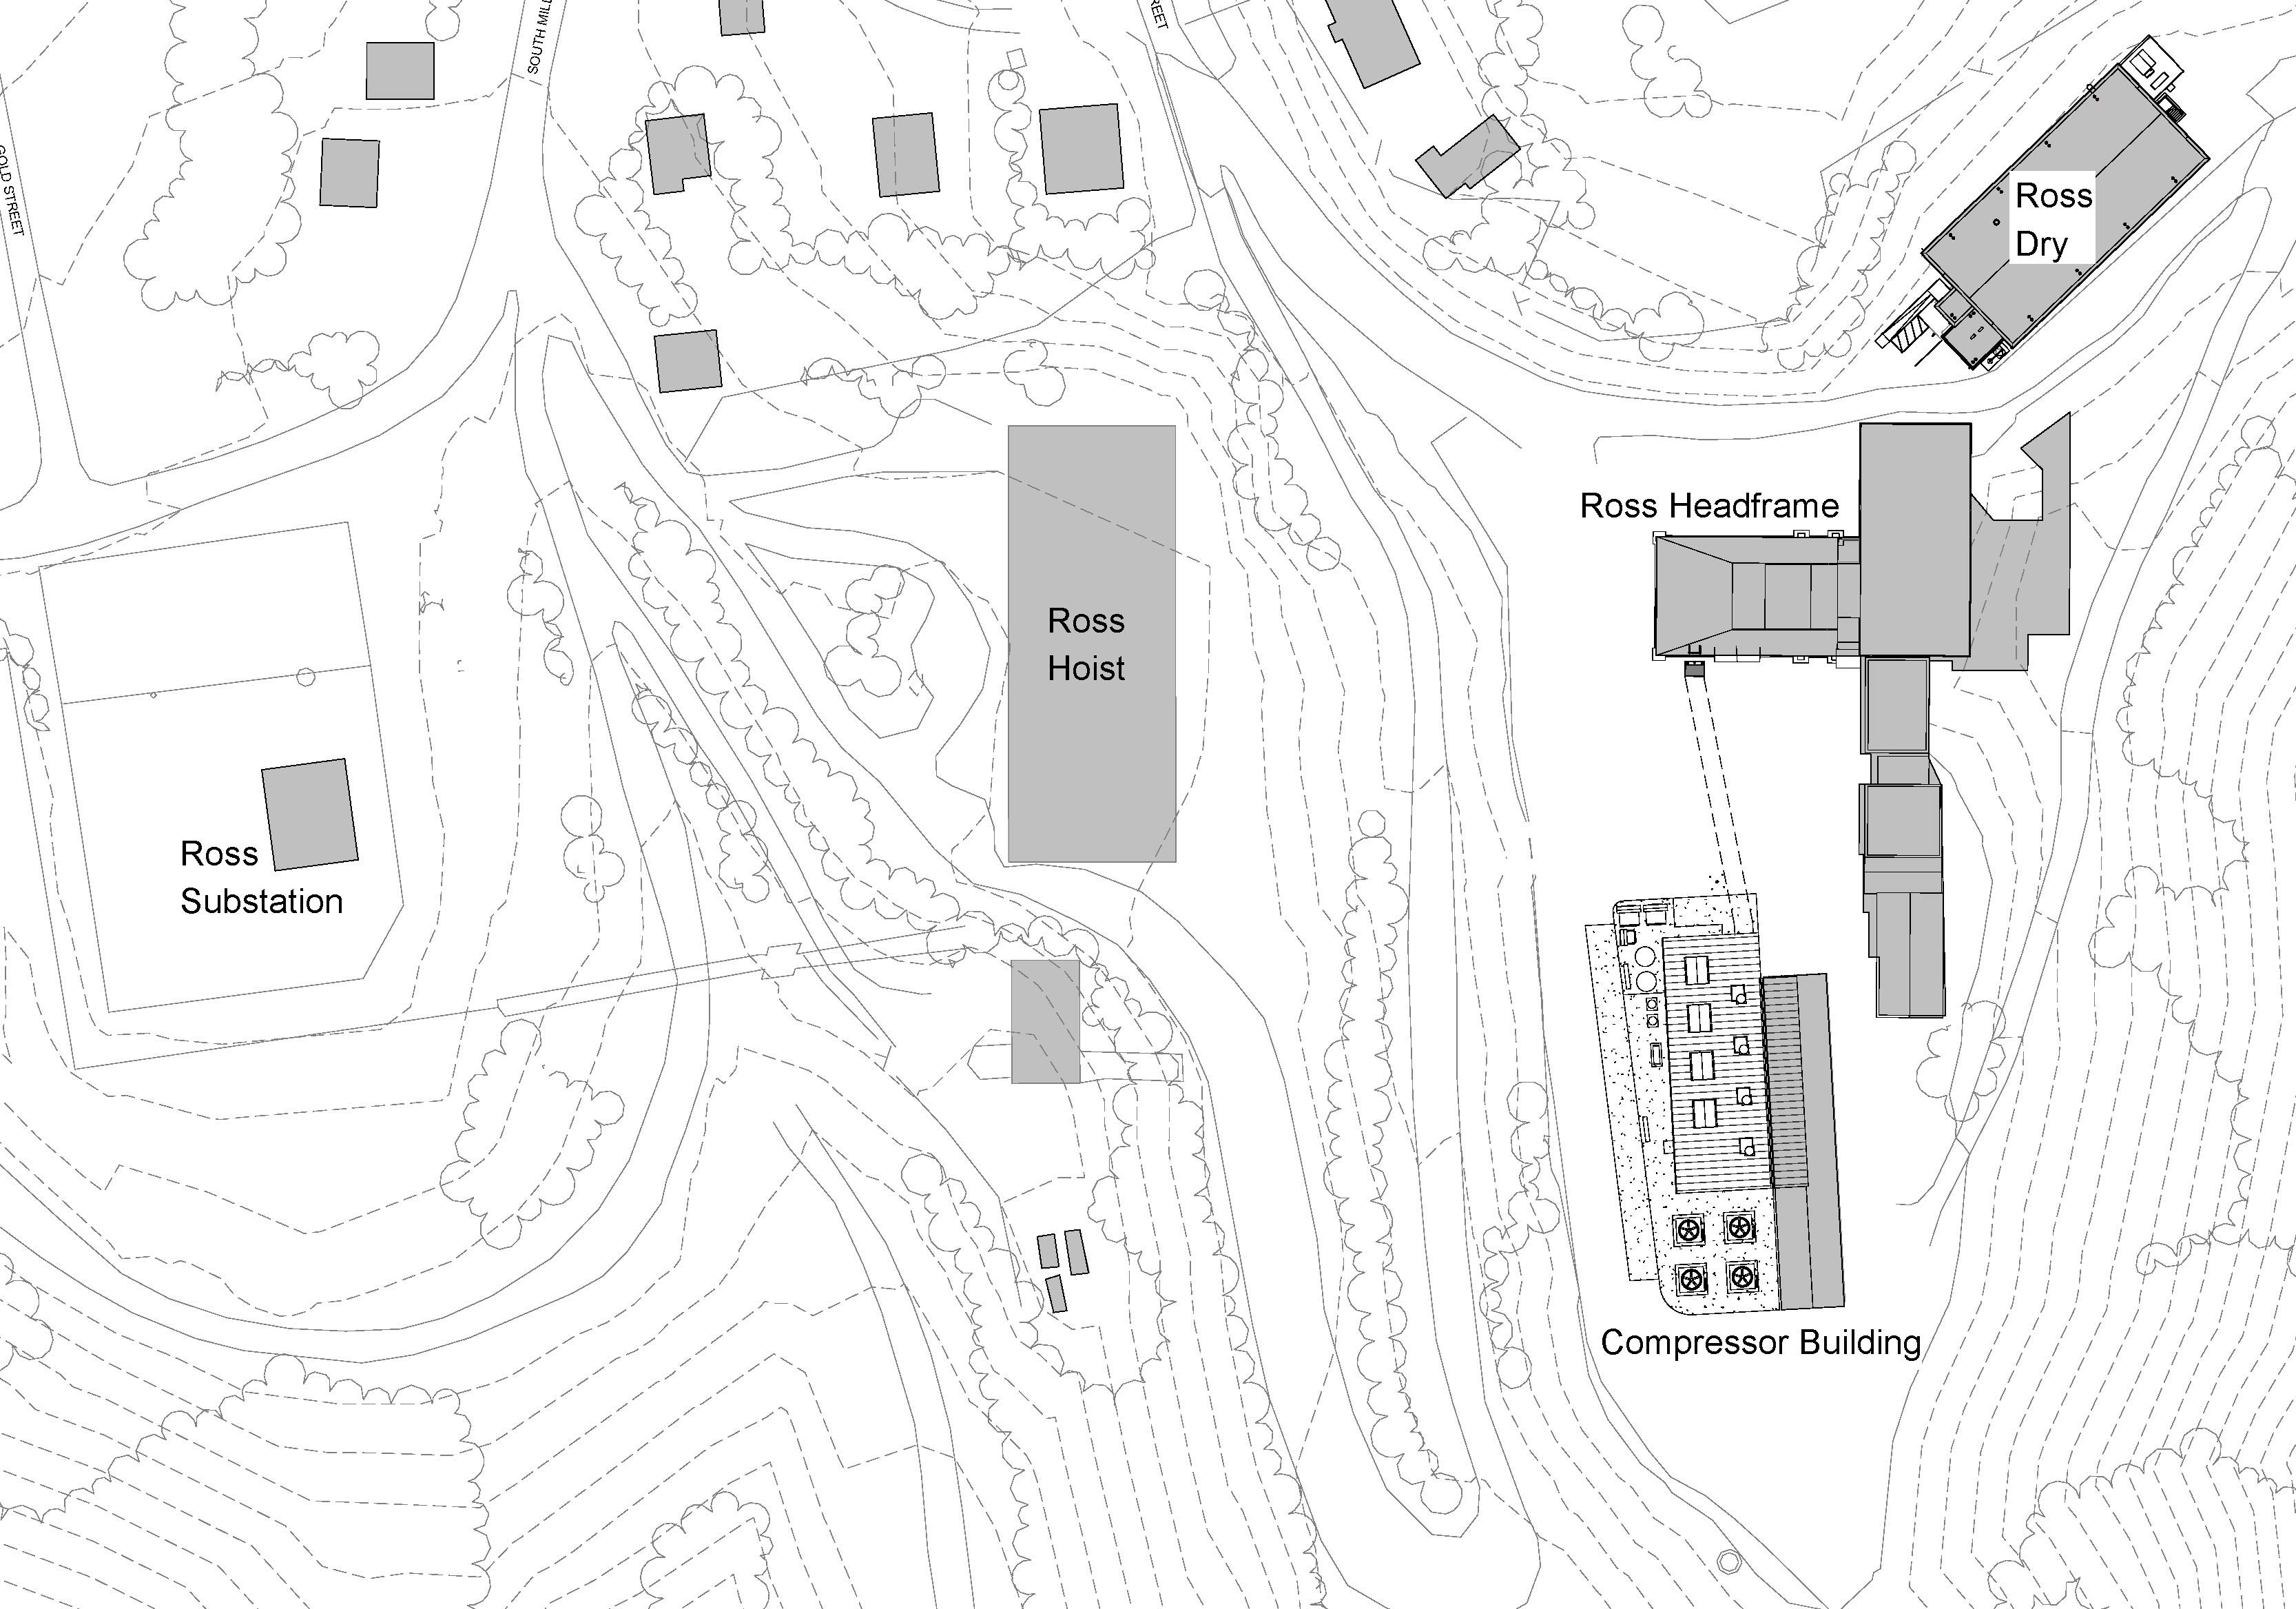 SOUTH MILL
REET
GOLD STREET
Ross
Dry
Ross Headframe
Ross
Hoist
Ross
Substation
Compressor Building